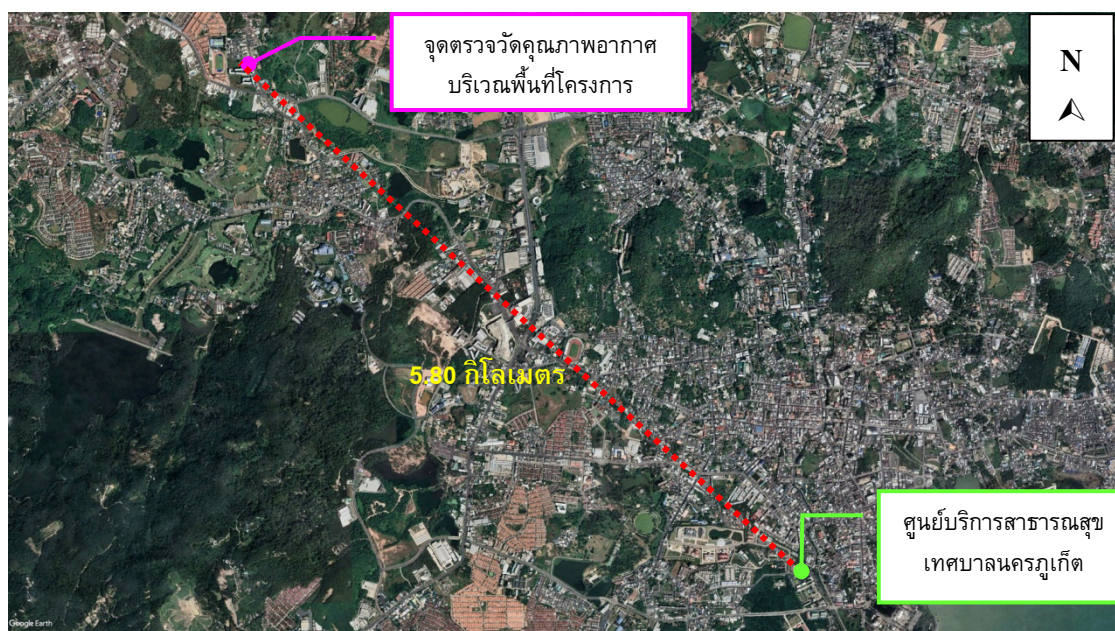 จุดตรวจวัดคุณภาพอากาศ
บริเวณพื้นที่โครงการ
N
5.80 กิโลเมตร
ศูนย์บริการสาธารณสุข
เทศบาลนครภูเก็ต
Google Earth